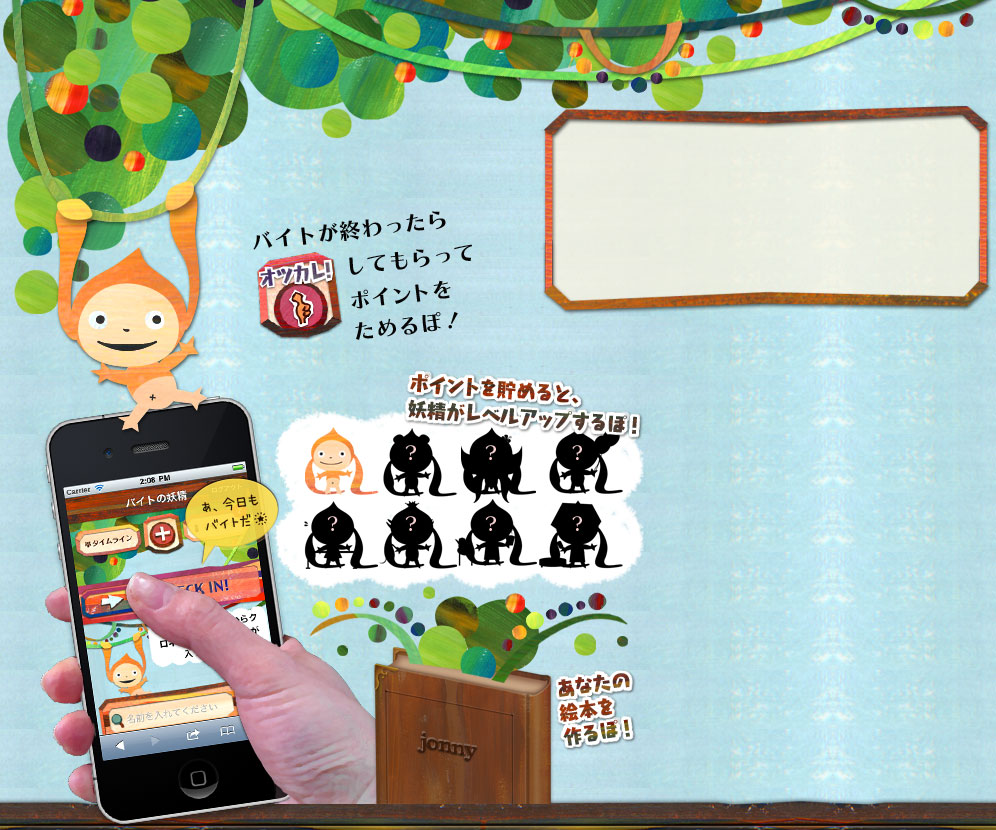 バイトが終わったら
オツカレ!
してもらって
ポイントを
ためるぽ!
ポイントを貯めると、
妖精がレベルアップするぽ!
?
?
?
?
?
?
?
Carrier
2:08 PM
バイトの妖精
あ、今日も
バイトだ
タイムライン
CK IN!
名前を入れてください
jonny
あなたの
絵本を
作るぽ!